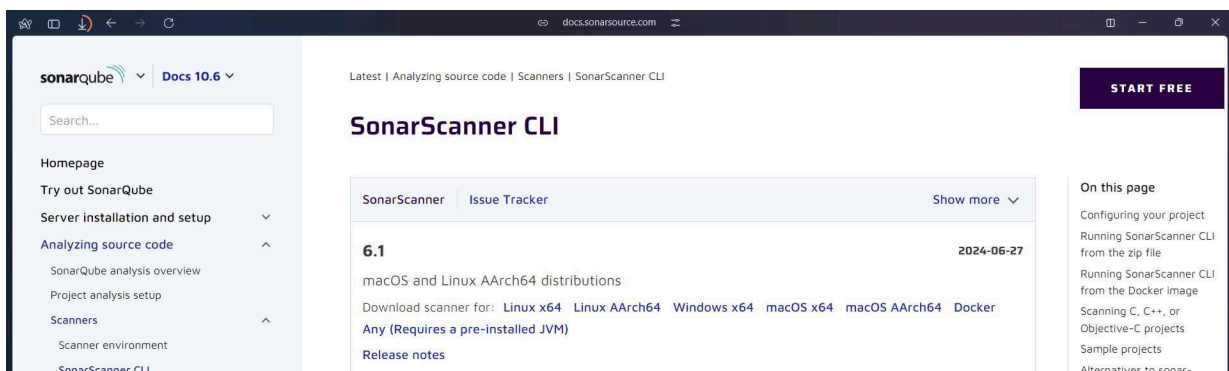 docs.sonarsource.com
sonarqube
Docs 10.6
Search...
Homepage
Try out SonarQube
Server installation and setup
Analyzing source code
SonarQube analysis overview
Project analysis setup
Scanners
Scanner environment
SonarScanner CLI
Latest | Analyzing source code | Scanners | SonarScanner CLI
SonarScanner CLI
SonarScanner
Issue Tracker
Show more
6.1
2024-06-27
macOS and Linux AArch64 distributions
Download scanner for: Linux x64 Linux AArch64 Windows x64 macOS x64 macOS AArch64 Docker
Any (Requires a pre-installed JVM)
Release notes
START FREE
On this page
Configuring your project
Running SonarScanner CLI
from the zip file
Running SonarScanner CLI
from the Docker image
Scanning C, C++, or
Objective-C projects
Sample projects
Alternatives to sonar-